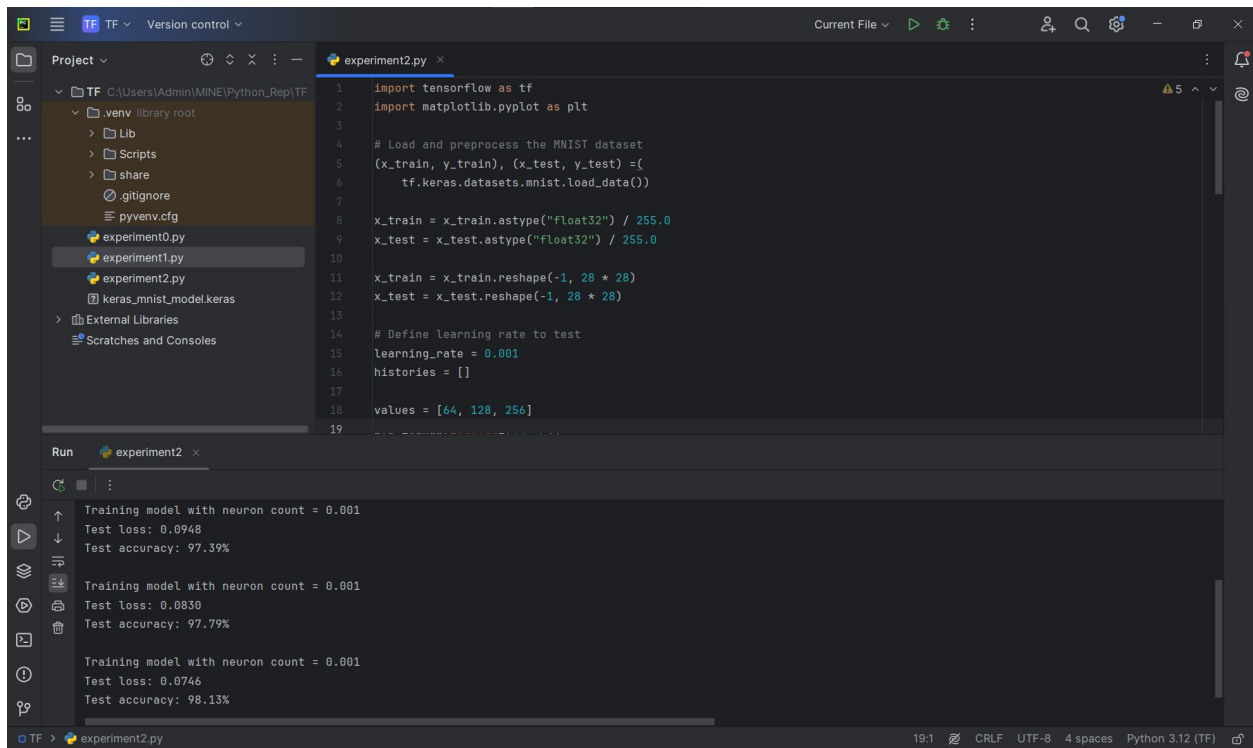 PC
TF TF Version control
Current File
Project
TF C:\Users\Admin\MINE\Python_Rep\TF
.venv library root
Lib
Scripts
share
.gitignore
pyvenv.cfg
experiment0.py
experiment1.py
experiment2.py
keras_mnist_model.keras
External Libraries
Scratches and Consoles
experiment2.py
5
1 import tensorflow as tf
2 import matplotlib.pyplot as plt
3
4 # Load and preprocess the MNIST dataset
5 (x_train, y_train), (x_test, y_test) =(
6     tf.keras.datasets.mnist.load_data())
7
8 x_train = x_train.astype("float32") / 255.0
9 x_test = x_test.astype("float32") / 255.0
10
11 x_train = x_train.reshape(-1, 28 * 28)
12 x_test = x_test.reshape(-1, 28 * 28)
13
14 # Define learning rate to test
15 learning_rate = 0.001
16 histories = []
17
18 values = [64, 128, 256]
19
Run experiment2
Training model with neuron count = 0.001
Test loss: 0.0948
Test accuracy: 97.39%
Training model with neuron count = 0.001
Test loss: 0.0830
Test accuracy: 97.79%
Training model with neuron count = 0.001
Test loss: 0.0746
Test accuracy: 98.13%
TF > experiment2.py 19:1 CRLF UTF-8 4 spaces Python 3.12 (TF)